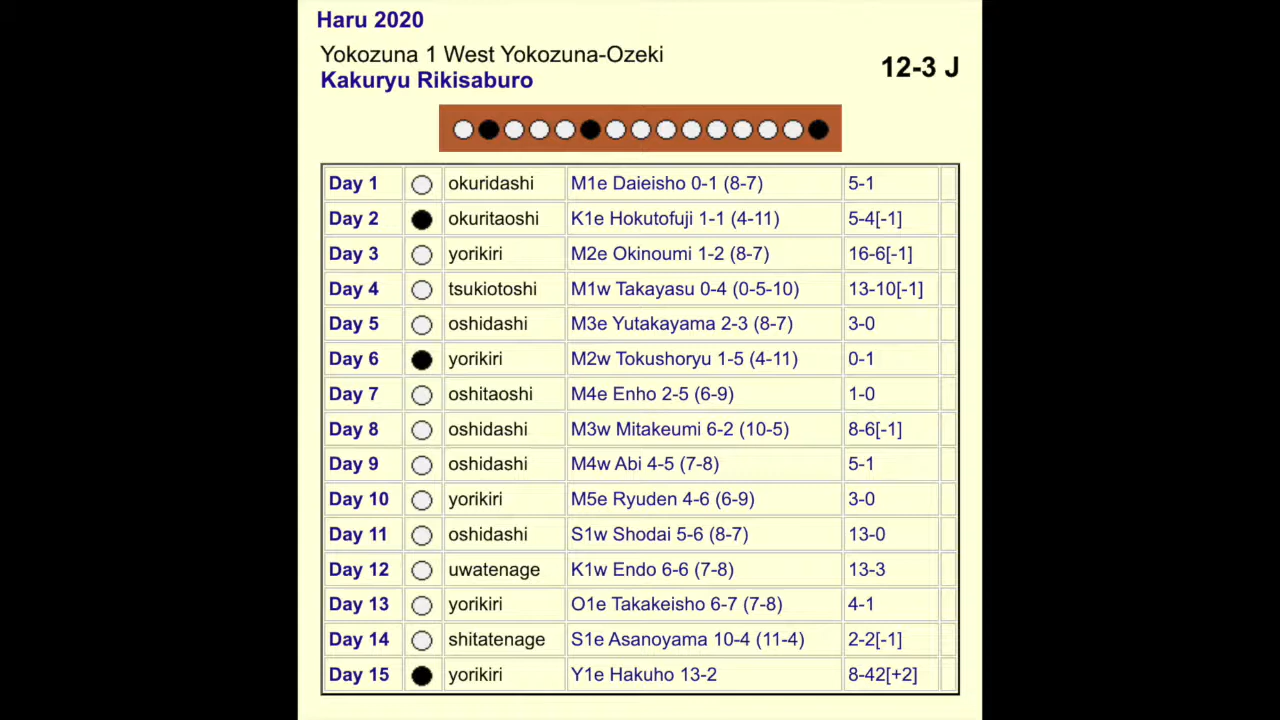 Haru 2020
Yokozuna 1 West Yokozuna-Ozeki
Kakuryu Rikisaburo
12-3 J
Day 1 okuridashi M1e Daieisho 0-1 (8-7) 5-1
Day 2 okuritaoshi K1e Hokutofuji 1-1 (4-11) 5-4[-1]
Day 3 yorikiri M2e Okinoumi 1-2 (8-7) 16-6[-1]
Day 4 tsukiotoshi M1w Takayasu 0-4 (0-5-10) 13-10[-1]
Day 5 oshidashi M3e Yutakayama 2-3 (8-7) 3-0
Day 6 yorikiri M2w Tokushoryu 1-5 (4-11) 0-1
Day 7 oshitaoshi M4e Enho 2-5 (6-9) 1-0
Day 8 oshidashi M3w Mitakeumi 6-2 (10-5) 8-6[-1]
Day 9 oshidashi M4w Abi 4-5 (7-8) 5-1
Day 10 yorikiri M5e Ryuden 4-6 (6-9) 3-0
Day 11 oshidashi S1w Shodai 5-6 (8-7) 13-0
Day 12 uwatenage K1w Endo 6-6 (7-8) 13-3
Day 13 yorikiri O1e Takakeisho 6-7 (7-8) 4-1
Day 14 shitatenage S1e Asanoyama 10-4 (11-4) 2-2[-1]
Day 15 yorikiri Y1e Hakuho 13-2 8-42[+2]